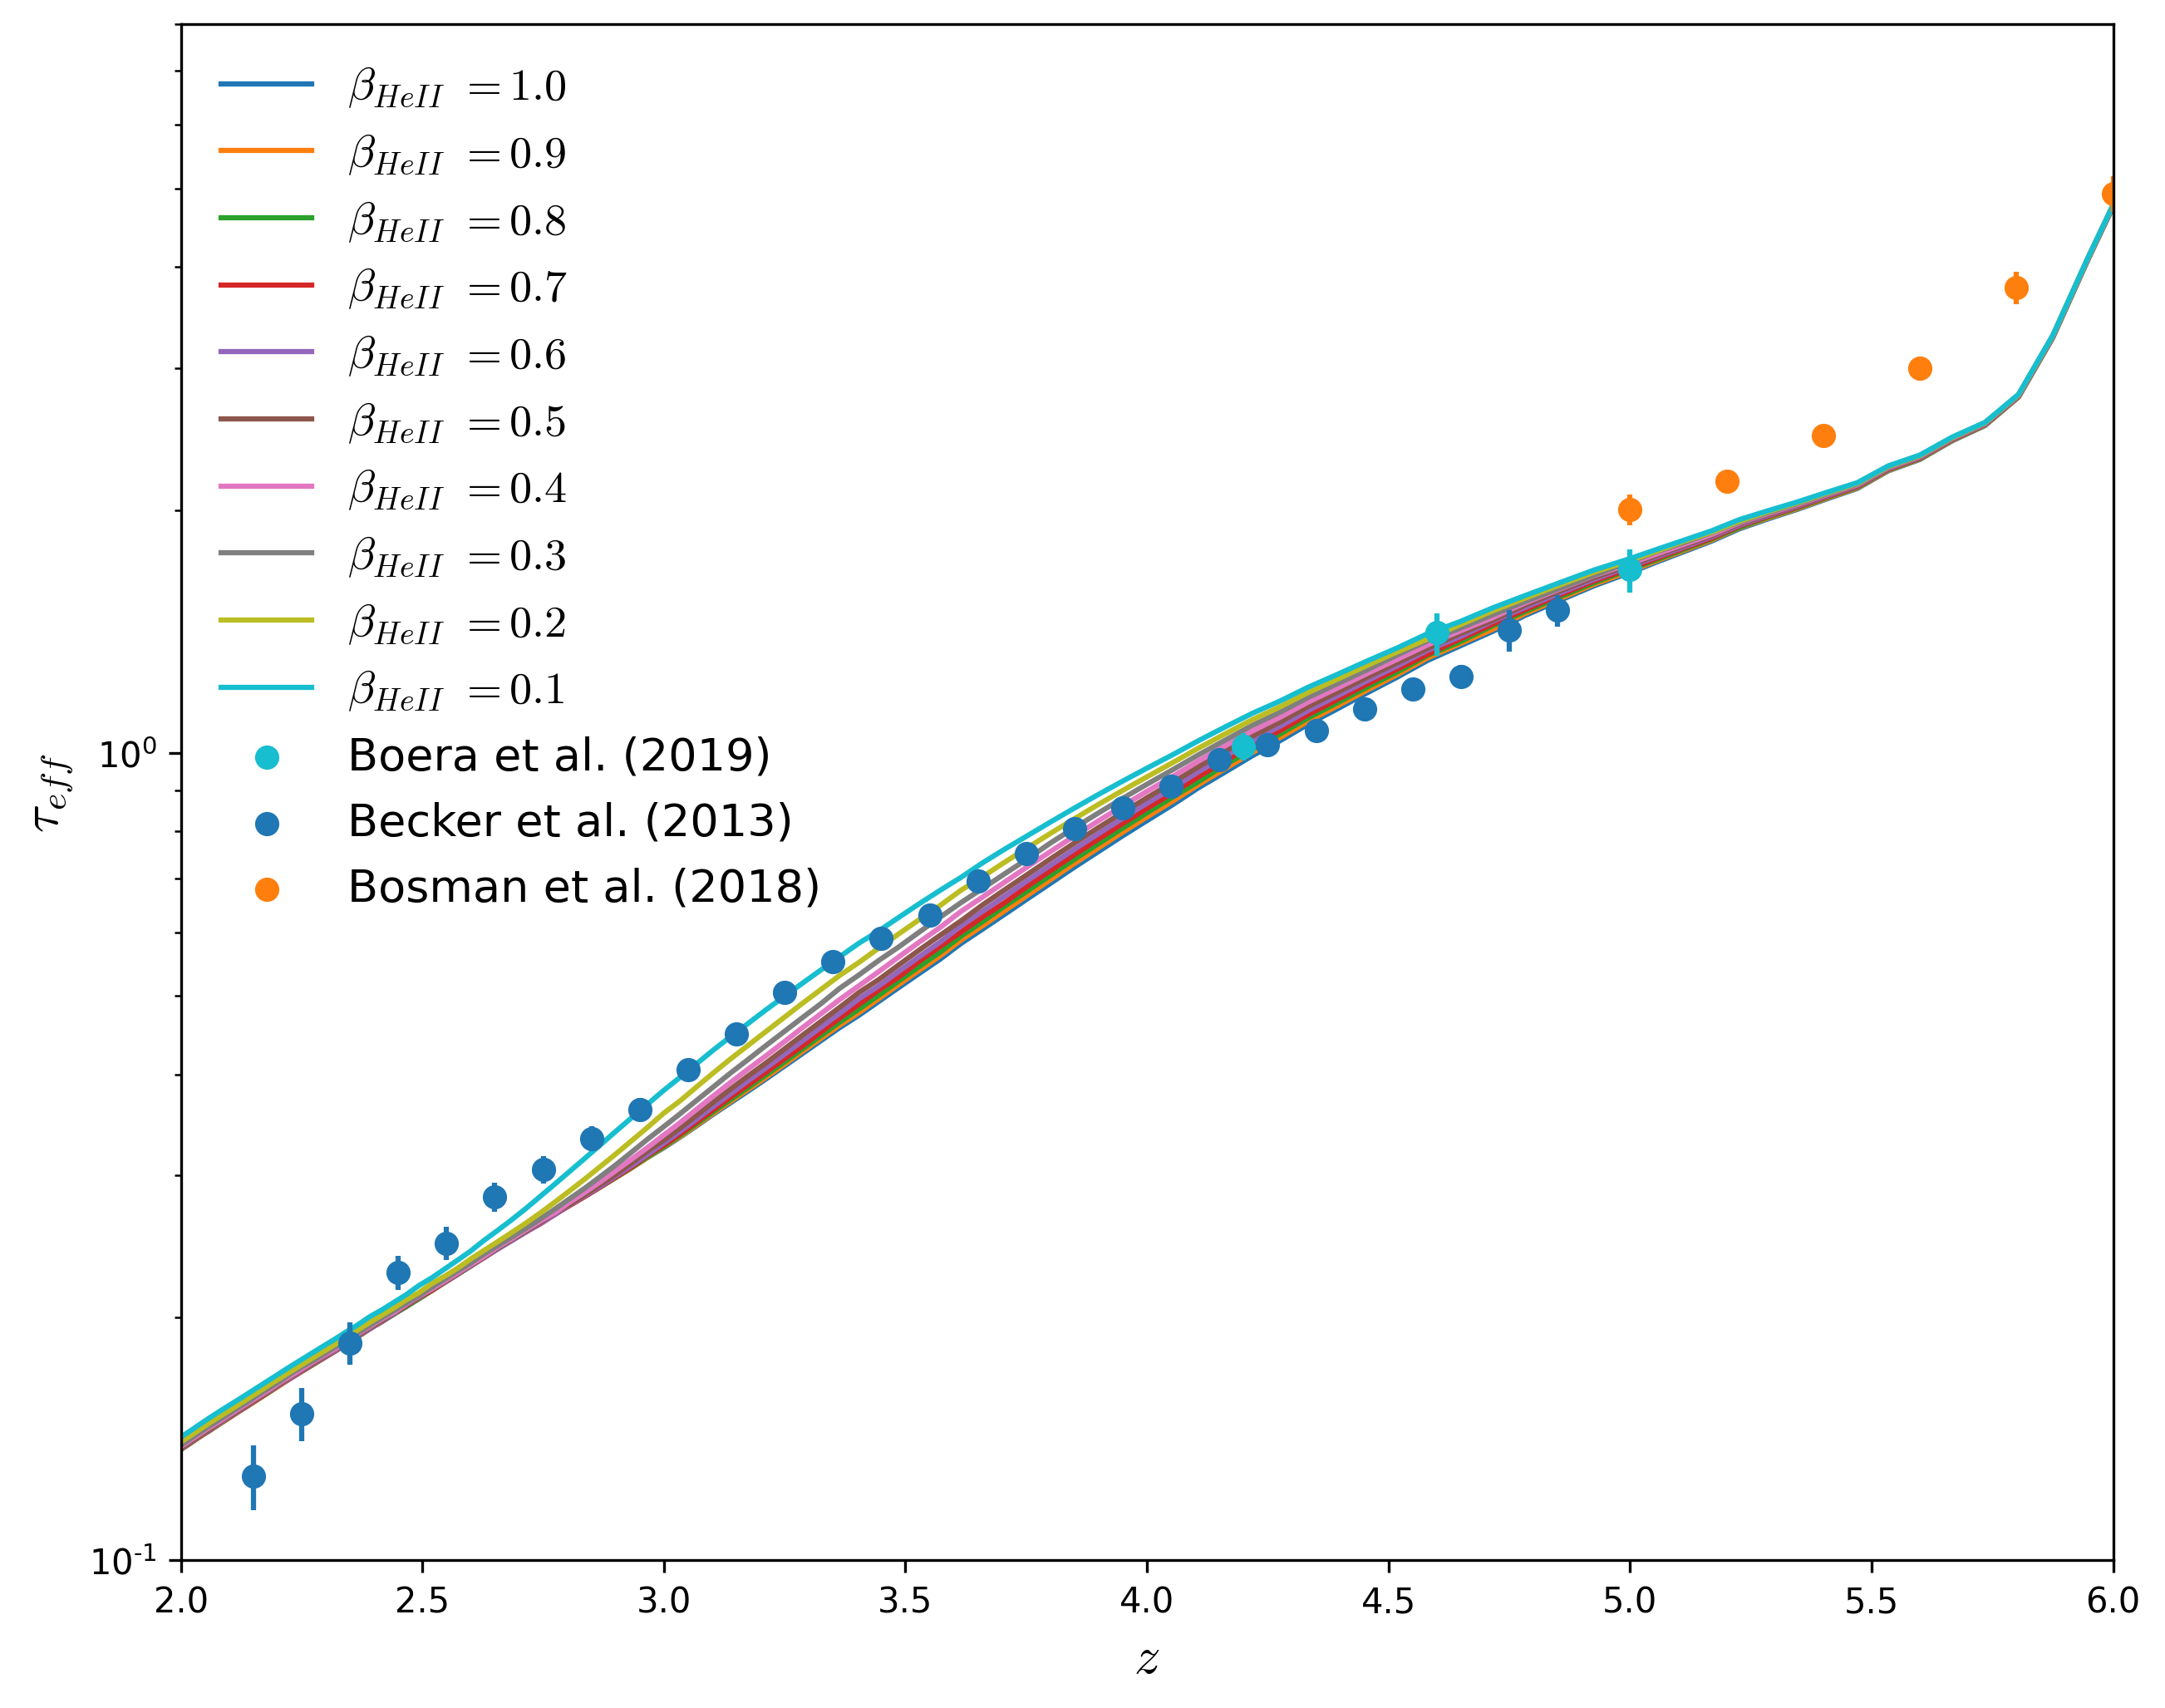 β_HeII = 1.0
β_HeII = 0.9
β_HeII = 0.8
β_HeII = 0.7
β_HeII = 0.6
β_HeII = 0.5
β_HeII = 0.4
β_HeII = 0.3
β_HeII = 0.2
β_HeII = 0.1
Boera et al. (2019)
Becker et al. (2013)
Bosman et al. (2018)
τ_eff
10⁰
10⁻¹
2.0 2.5 3.0 3.5 4.0 4.5 5.0 5.5 6.0
z